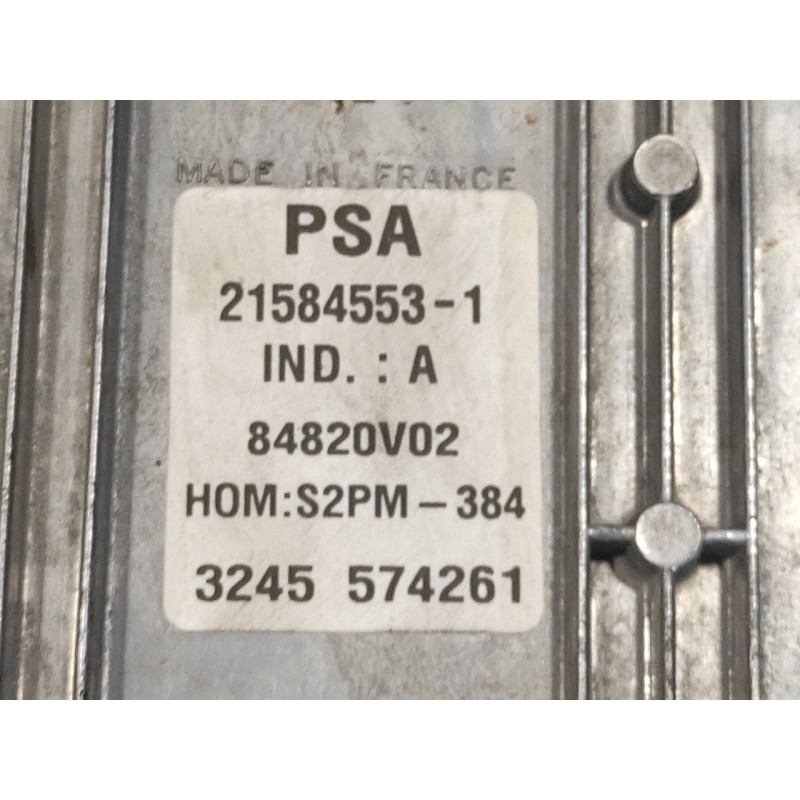 MADE IN FRANCE
PSA
21584553-1
IND. : A
84820V02
HOM:S2PM-384
3245 574261